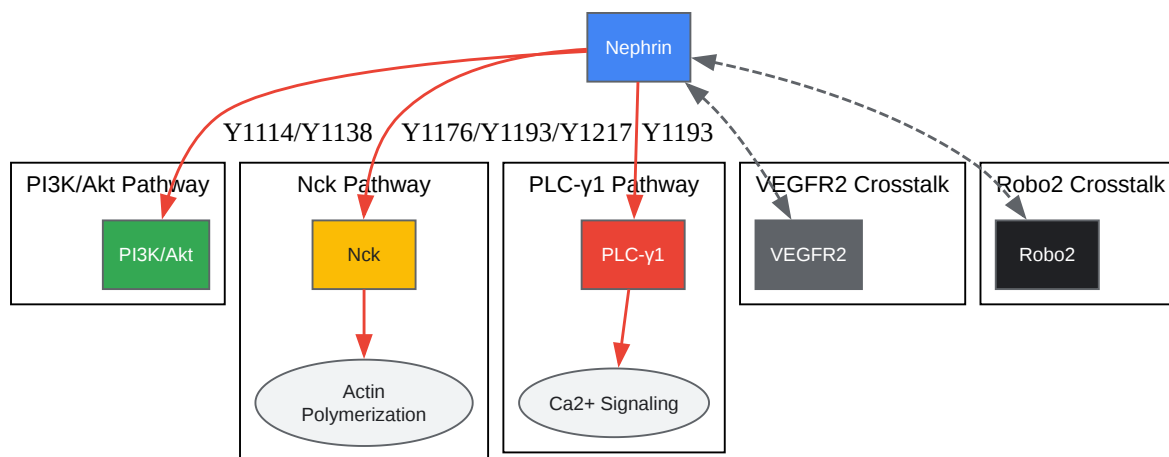 Nephrin
Y1114/Y1138
Y1176/Y1193/Y1217
Y1193
PI3K/Akt Pathway
Nck Pathway
PLC-γ1 Pathway
VEGFR2 Crosstalk
Robo2 Crosstalk
PI3K/Akt
Nck
PLC-γ1
VEGFR2
Robo2
Actin
Polymerization
Ca2+ Signaling